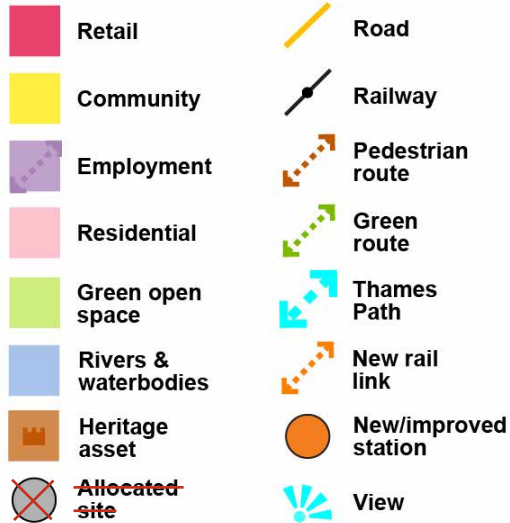 Retail
Community
Employment
Residential
Green open
space
Rivers &
waterbodies
Heritage
asset
Allocated
site
Road
Railway
Pedestrian
route
Green
route
Thames
Path
New rail
link
New/improved
station
View